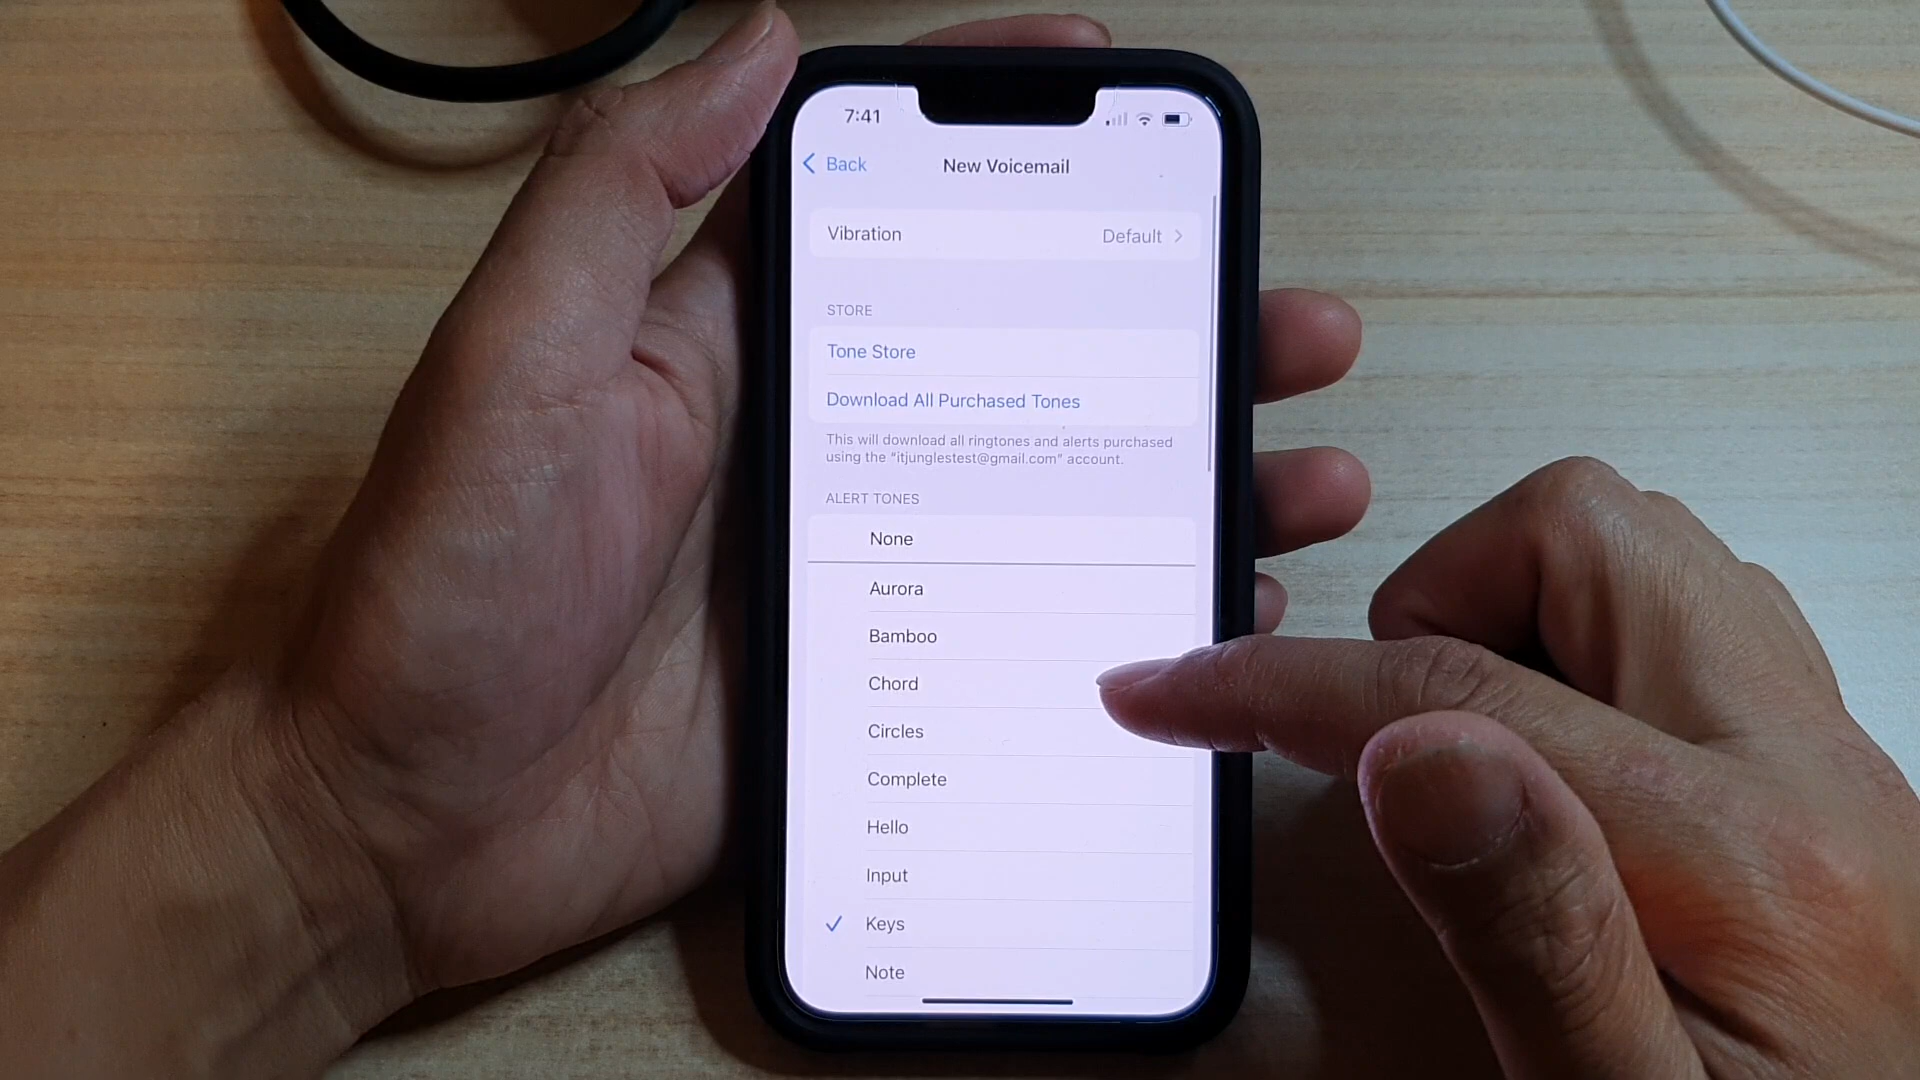 7:41
Back
New Voicemail
Vibration Default
STORE
Tone Store
Download All Purchased Tones
This will download all ringtones and alerts purchased
using the “itjunglestest@gmail.com” account.
ALERT TONES
None
Aurora
Bamboo
Chord
Circles
Complete
Hello
Input
Keys
Note